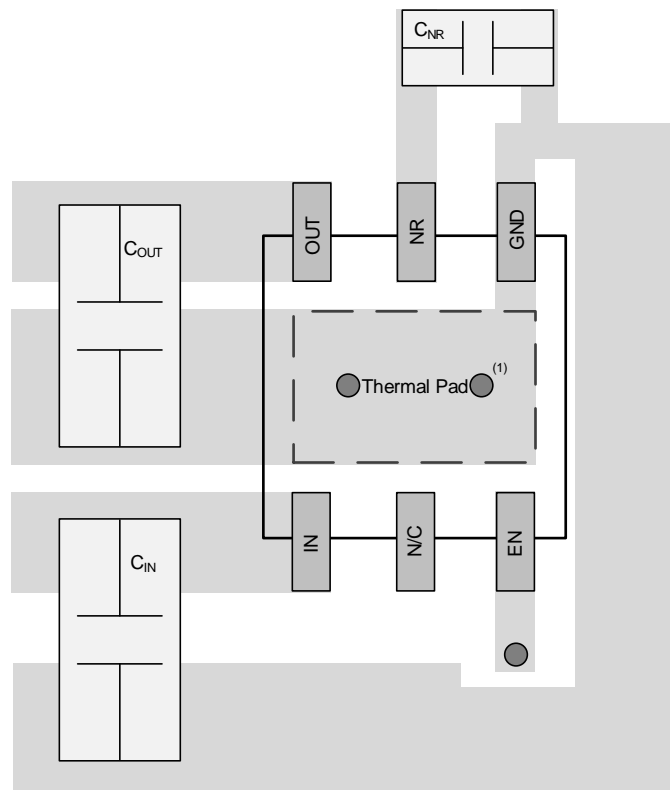 CNR
COUT
OUT
NR
GND
Thermal Pad
(1)
CIN
IN
N/C
EN